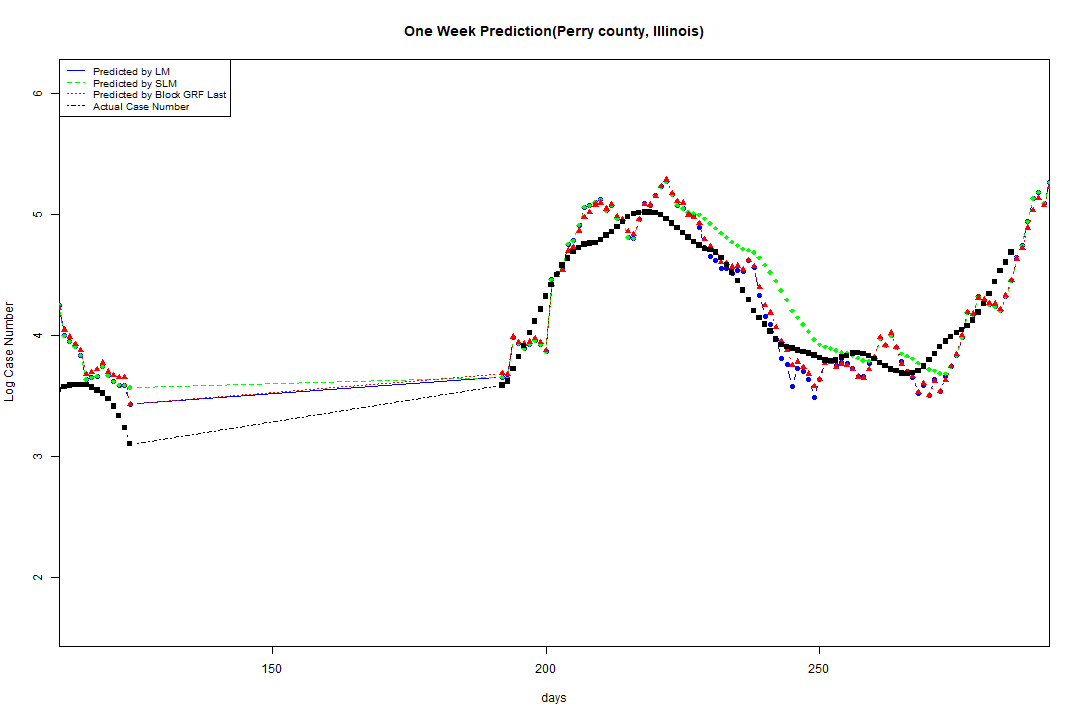 One Week Prediction(Perry county, Illinois)
Predicted by LM
Predicted by SLM
Predicted by Block GRF Last
Actual Case Number
6
5
4
3
2
Log Case Number
150
200
250
days